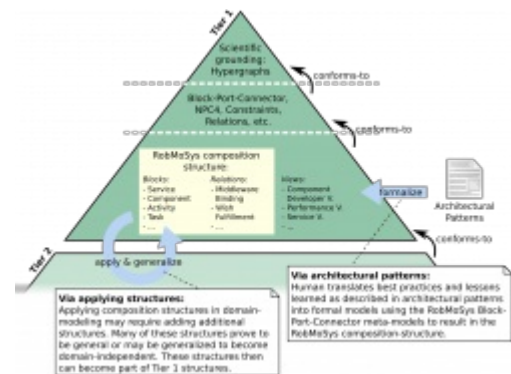 Tier 1
Scientific
grounding:
Hypergraphs
conforms-to
Block-Port-Connector,
NPC4, Constraints,
Relations, etc.
conforms-to
RobMoSys composition
structure:
Blocks:
- Service
- Component
- Activity
- Task
- ...
Relations:
- Middleware
Binding
- Wish
Fulfillment
- ...
Views:
- Component
Developer V.
- Performance V.
- Service V.
- ...
formalize
Architectural
Patterns
conforms-to
Tier 2
apply & generalize
Via applying structures:
Applying composition structures in domain-
modeling may require adding additional
structures. Many of these structures prove to
be general or may be generalized to become
domain-independent. These structures then
can become part of Tier 1 structures.
Via architectural patterns:
Human translates best practices and lessons
learned as described in architectural patterns
into formal models using the RobMoSys Block-
Port-Connector meta-models to result in the
RobMoSys composition-structure.